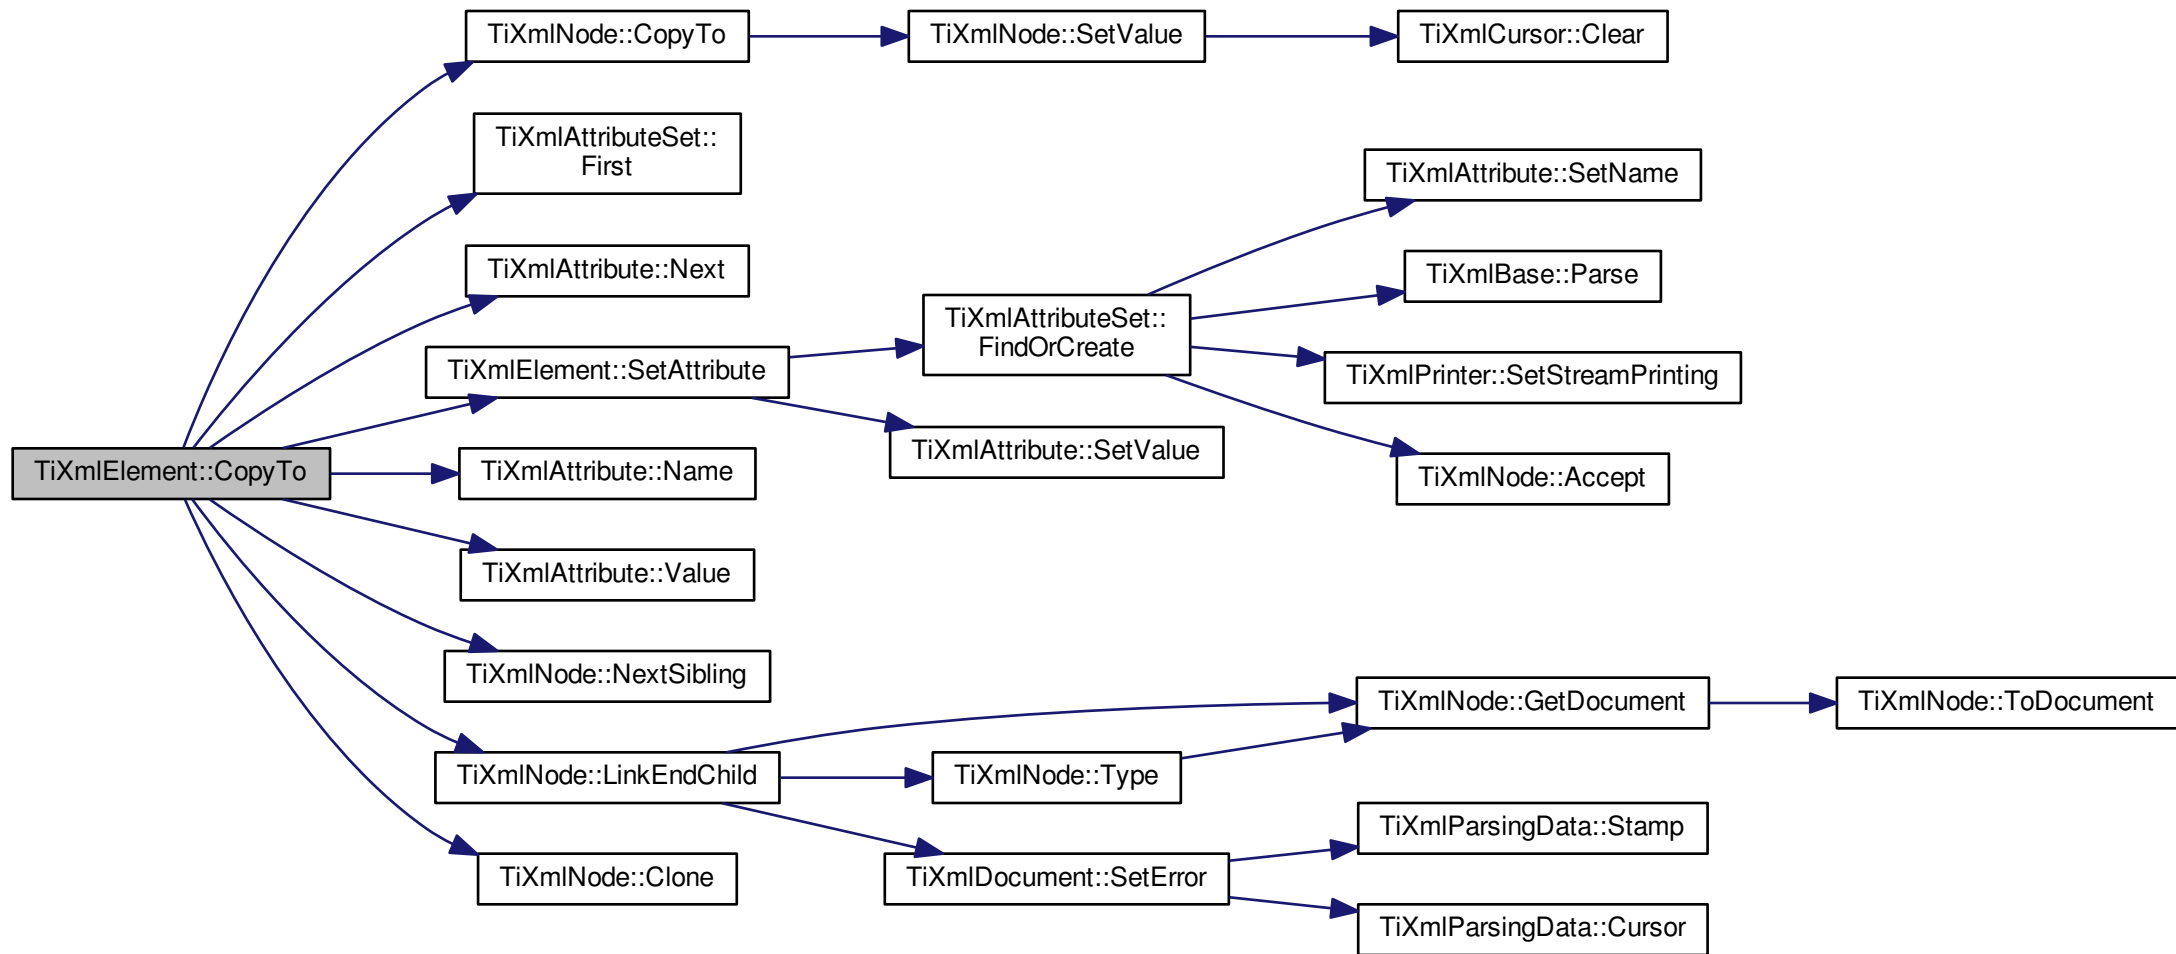 TiXmlNode::CopyTo
TiXmlNode::SetValue
TiXmlCursor::Clear
TiXmlAttributeSet::
First
TiXmlAttribute::SetName
TiXmlAttribute::Next
TiXmlBase::Parse
TiXmlAttributeSet::
FindOrCreate
TiXmlElement::SetAttribute
TiXmlPrinter::SetStreamPrinting
TiXmlAttribute::SetValue
TiXmlElement::CopyTo
TiXmlAttribute::Name
TiXmlNode::Accept
TiXmlAttribute::Value
TiXmlNode::NextSibling
TiXmlNode::GetDocument
TiXmlNode::ToDocument
TiXmlNode::LinkEndChild
TiXmlNode::Type
TiXmlParsingData::Stamp
TiXmlNode::Clone
TiXmlDocument::SetError
TiXmlParsingData::Cursor